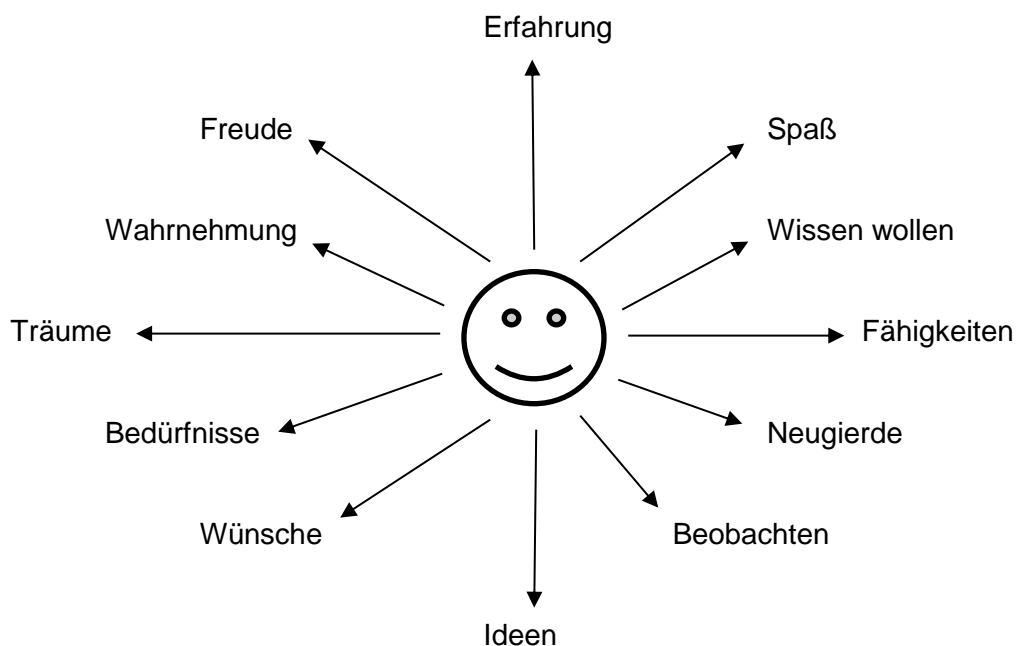 Erfahrung
Freude
Spaß
Wahrnehmung
Wissen wollen
Träume
Fähigkeiten
Bedürfnisse
Neugierde
Wünsche
Beobachten
Ideen